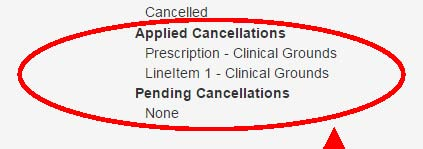 Cancelled
Applied Cancellations
Prescription - Clinical Grounds
LineItem 1 - Clinical Grounds
Pending Cancellations
None